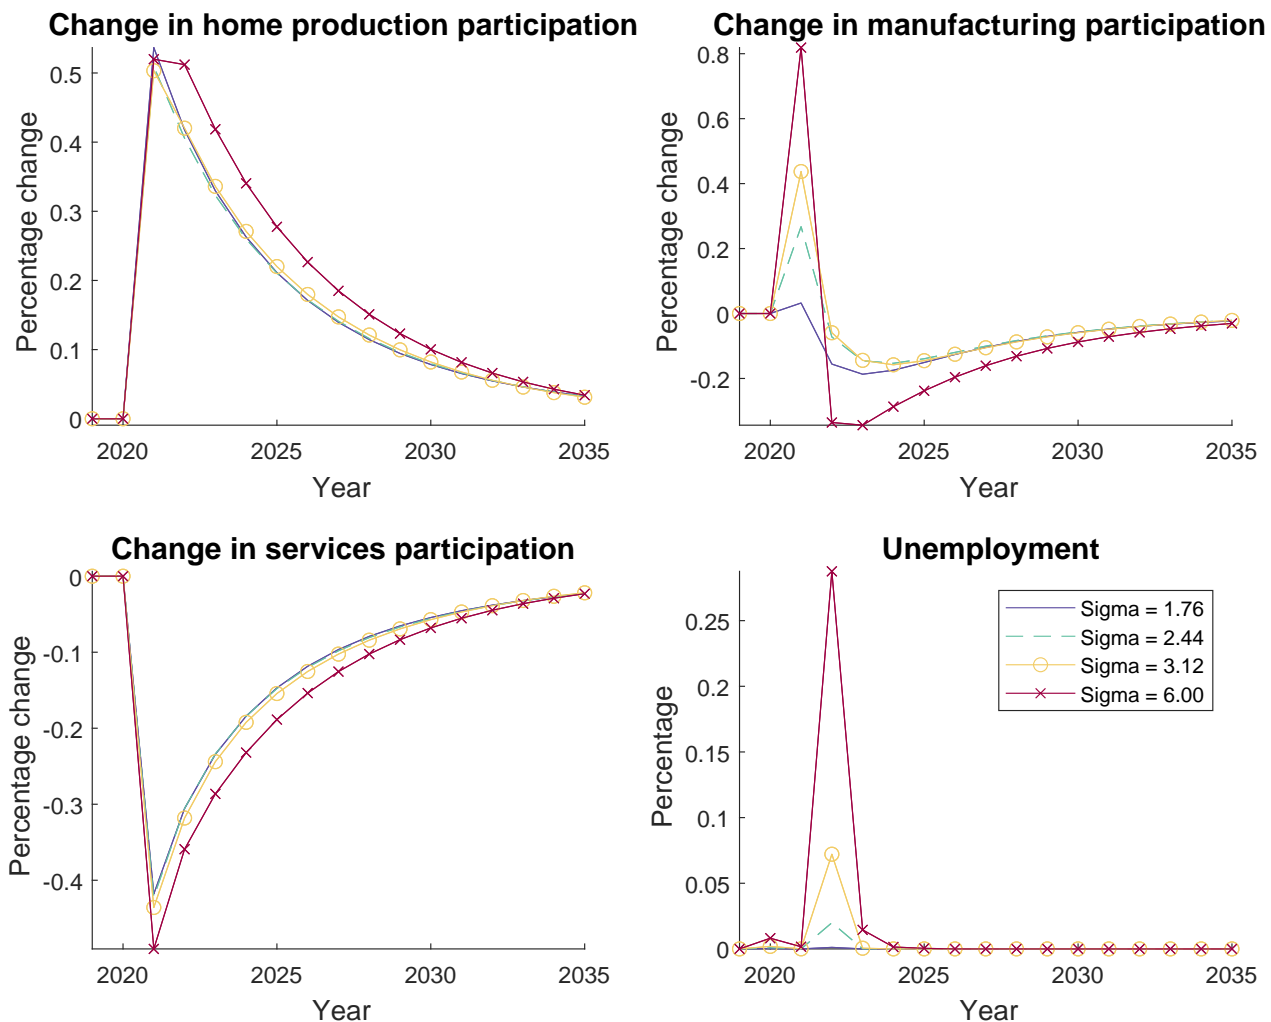 Change in home production participation
Percentage change
0.5
0.4
0.3
0.2
0.1
0
2020 2025 2030 2035
Year
Change in manufacturing participation
Percentage change
0.8
0.6
0.4
0.2
0
-0.2
2020 2025 2030 2035
Year
Change in services participation
Percentage change
0
-0.1
-0.2
-0.3
-0.4
2020 2025 2030 2035
Year
Unemployment
Percentage
0.25
0.2
0.15
0.1
0.05
0
2020 2025 2030 2035
Year
Sigma = 1.76
Sigma = 2.44
Sigma = 3.12
Sigma = 6.00